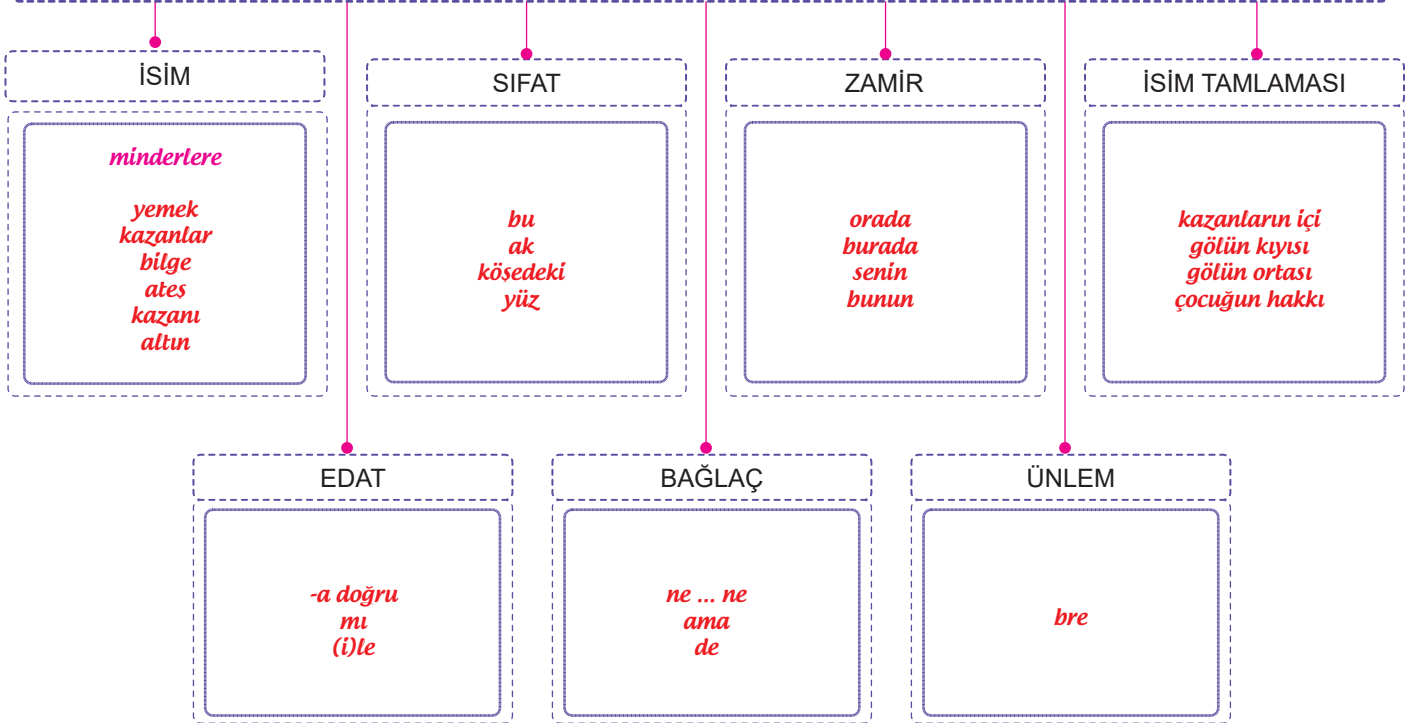 İSİM
minderlere
yemek
kazanlar
bilge
ateş
kazanı
altın
SIFAT
bu
ak
köşedeki
yüz
ZAMİR
orada
burada
senin
bunun
İSİM TAMLAMASI
kazanların içi
gölün kıyısı
gölün ortası
çocuğun hakkı
EDAT
-a doğru
mı
(i)le
BAĞLAÇ
ne ... ne
ama
de
ÜNLEM
bre